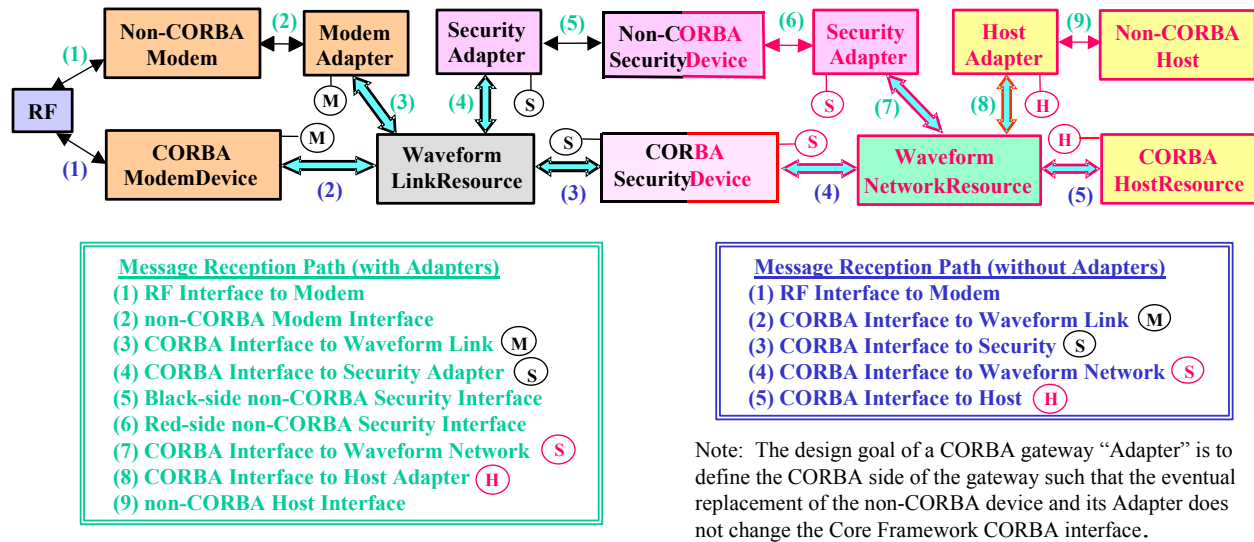 (1)
Non-CORBA
Modem
(2)
Modem
Adapter
Security
Adapter
(5)
Non-CORBA
SecurityDevice
(6)
Security
Adapter
Host
Adapter
(9)
Non-CORBA
Host
RF
M
(3)
(4)
S
S
(7)
(8)
H
(1)
CORBA
ModemDevice
M
(2)
Waveform
LinkResource
S
(3)
CORBA
SecurityDevice
S
(4)
Waveform
NetworkResource
H
(5)
CORBA
HostResource
Message Reception Path (with Adapters)
(1) RF Interface to Modem
(2) non-CORBA Modem Interface
(3) CORBA Interface to Waveform Link M
(4) CORBA Interface to Security Adapter S
(5) Black-side non-CORBA Security Interface
(6) Red-side non-CORBA Security Interface
(7) CORBA Interface to Waveform Network S
(8) CORBA Interface to Host Adapter H
(9) non-CORBA Host Interface
Message Reception Path (without Adapters)
(1) RF Interface to Modem
(2) CORBA Interface to Waveform Link M
(3) CORBA Interface to Security S
(4) CORBA Interface to Waveform Network S
(5) CORBA Interface to Host H
Note: The design goal of a CORBA gateway “Adapter” is to
define the CORBA side of the gateway such that the eventual
replacement of the non-CORBA device and its Adapter does
not change the Core Framework CORBA interface.